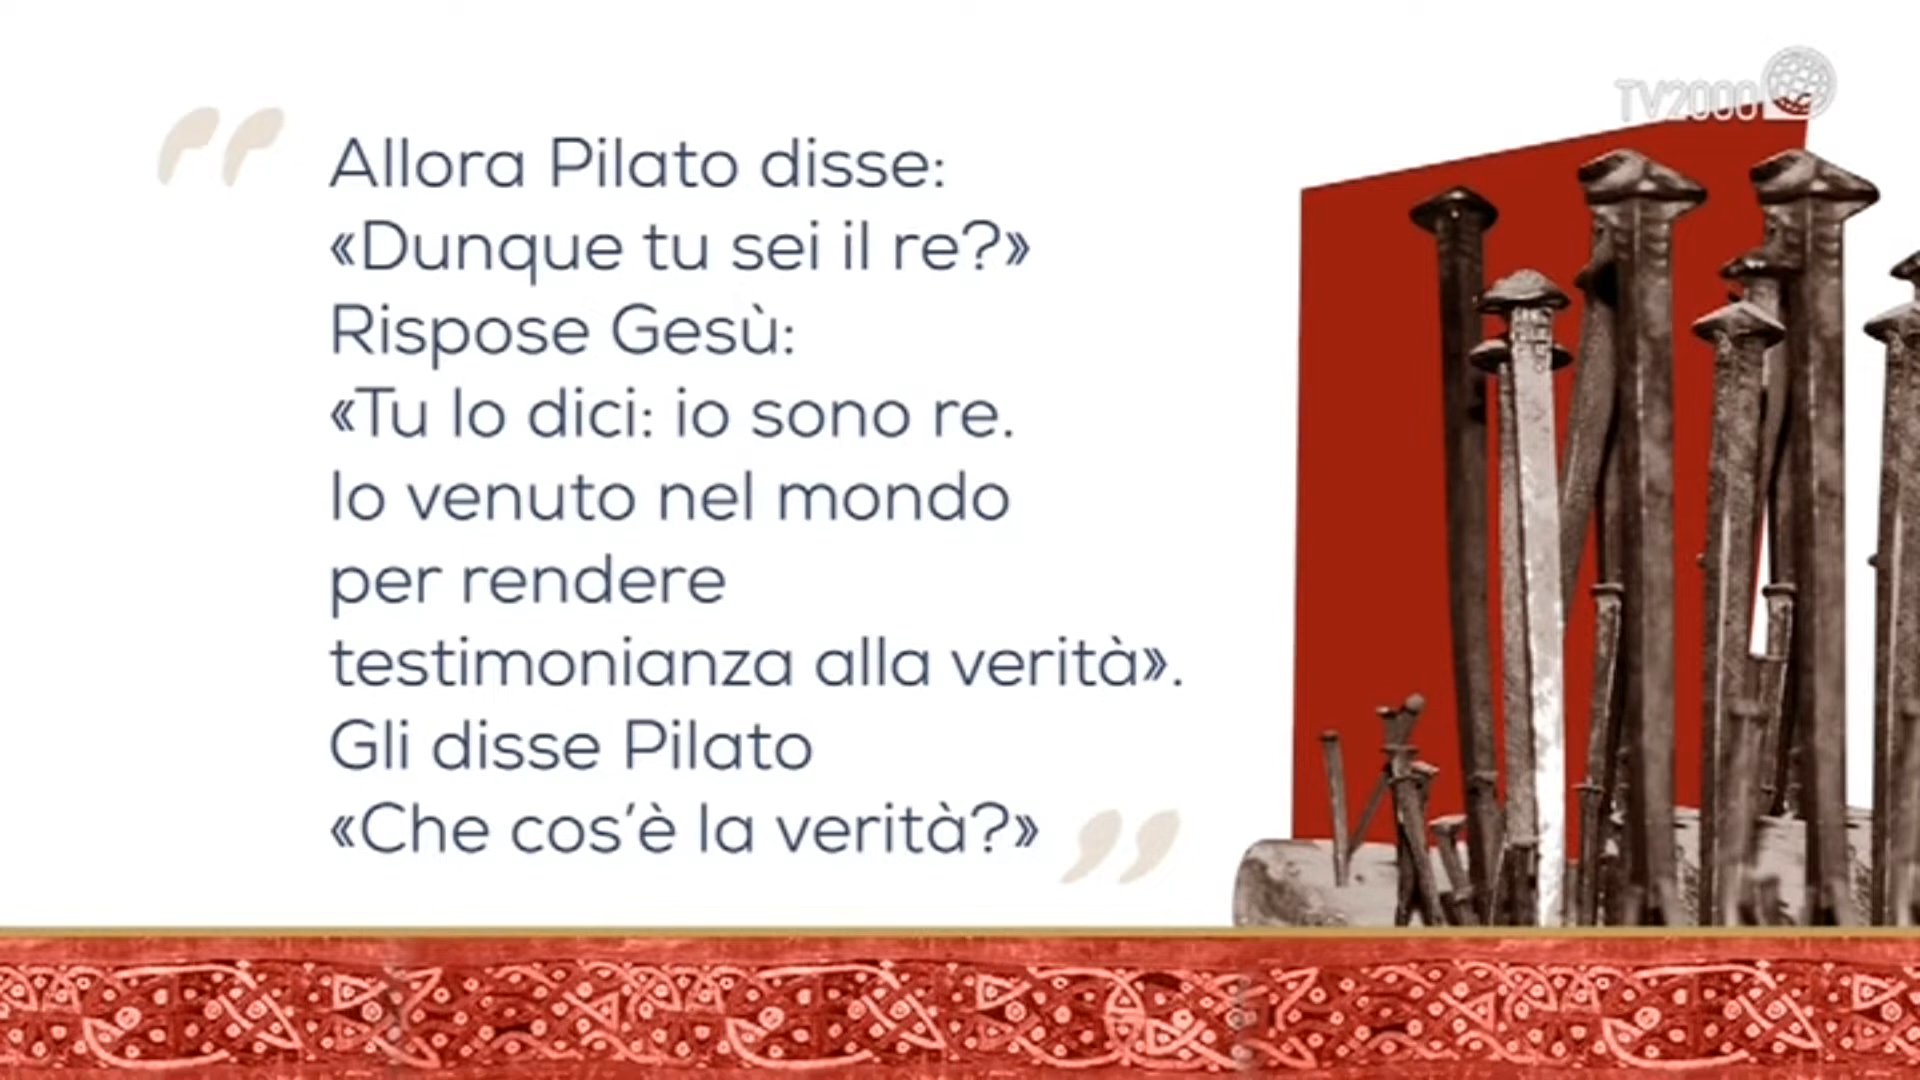 TV2000
Allora Pilato disse:
«Dunque tu sei il re?»
Rispose Gesù:
«Tu lo dici: io sono re.
Io venuto nel mondo
per rendere
testimonianza alla verità».
Gli disse Pilato
«Che cos'è la verità?»